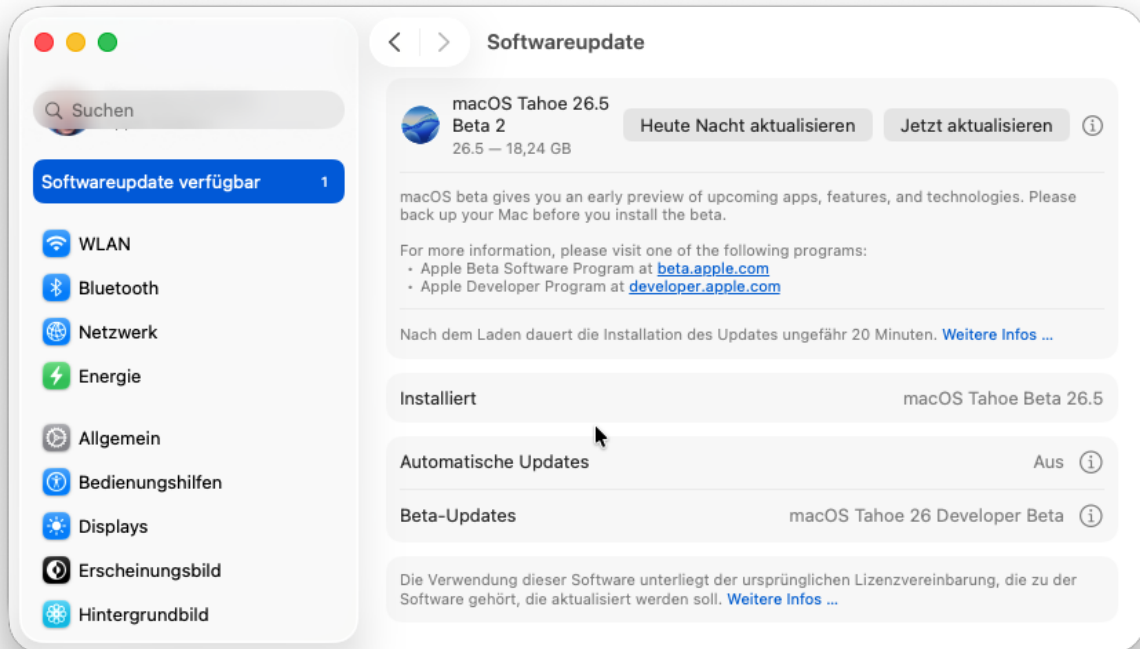 Suchen
Softwareupdate verfügbar 1
WLAN
Bluetooth
Netzwerk
Energie
Allgemein
Bedienungshilfen
Displays
Erscheinungsbild
Hintergrundbild
Softwareupdate
macOS Tahoe 26.5
Beta 2
26.5 — 18,24 GB
Heute Nacht aktualisieren
Jetzt aktualisieren
macOS beta gives you an early preview of upcoming apps, features, and technologies. Please
back up your Mac before you install the beta.
For more information, please visit one of the following programs:
• Apple Beta Software Program at beta.apple.com
• Apple Developer Program at developer.apple.com
Nach dem Laden dauert die Installation des Updates ungefähr 20 Minuten. Weitere Infos ...
Installiert macOS Tahoe Beta 26.5
Automatische Updates Aus
Beta-Updates macOS Tahoe 26 Developer Beta
Die Verwendung dieser Software unterliegt der ursprünglichen Lizenzvereinbarung, die zu der
Software gehört, die aktualisiert werden soll. Weitere Infos ...